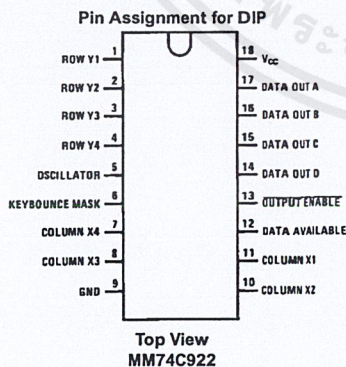 Pin Assignment for DIP
ROW Y1 1
ROW Y2 2
ROW Y3 3
ROW Y4 4
OSCILLATOR 5
KEYBOUNCE MASK 6
COLUMN X4 7
COLUMN X3 8
GND 9
18 VCC
17 DATA OUT A
16 DATA OUT B
15 DATA OUT C
14 DATA OUT D
13 OUTPUT ENABLE
12 DATA AVAILABLE
11 COLUMN X1
10 COLUMN X2
Top View
MM74C922